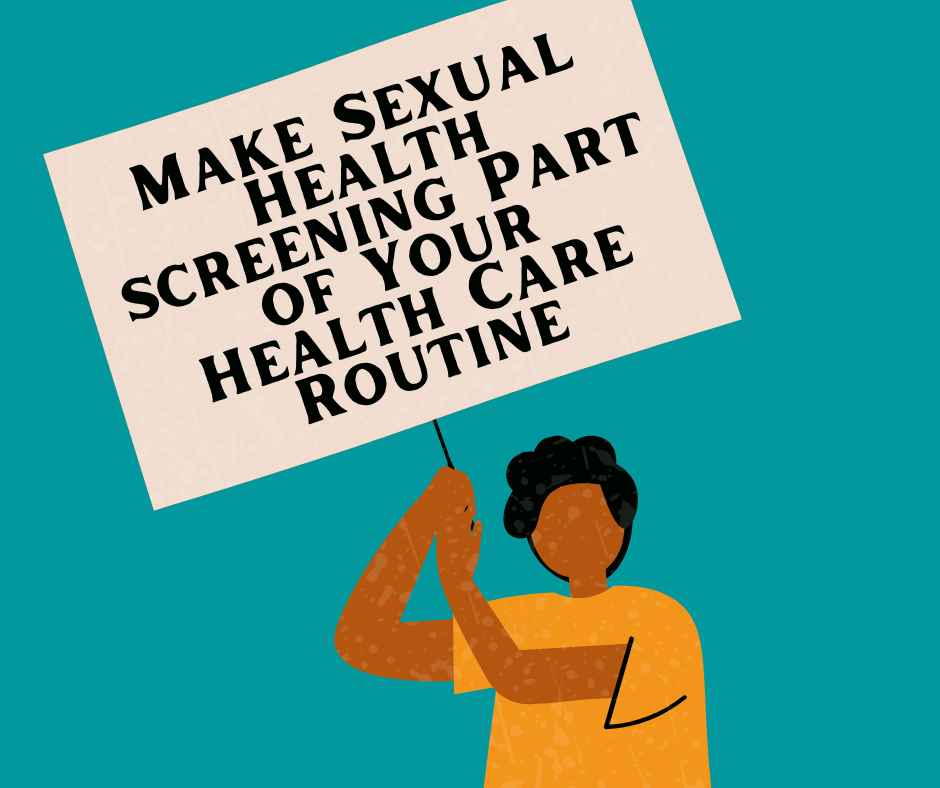 Make Sexual
Health
screening Part
of Your
Health Care
Routine